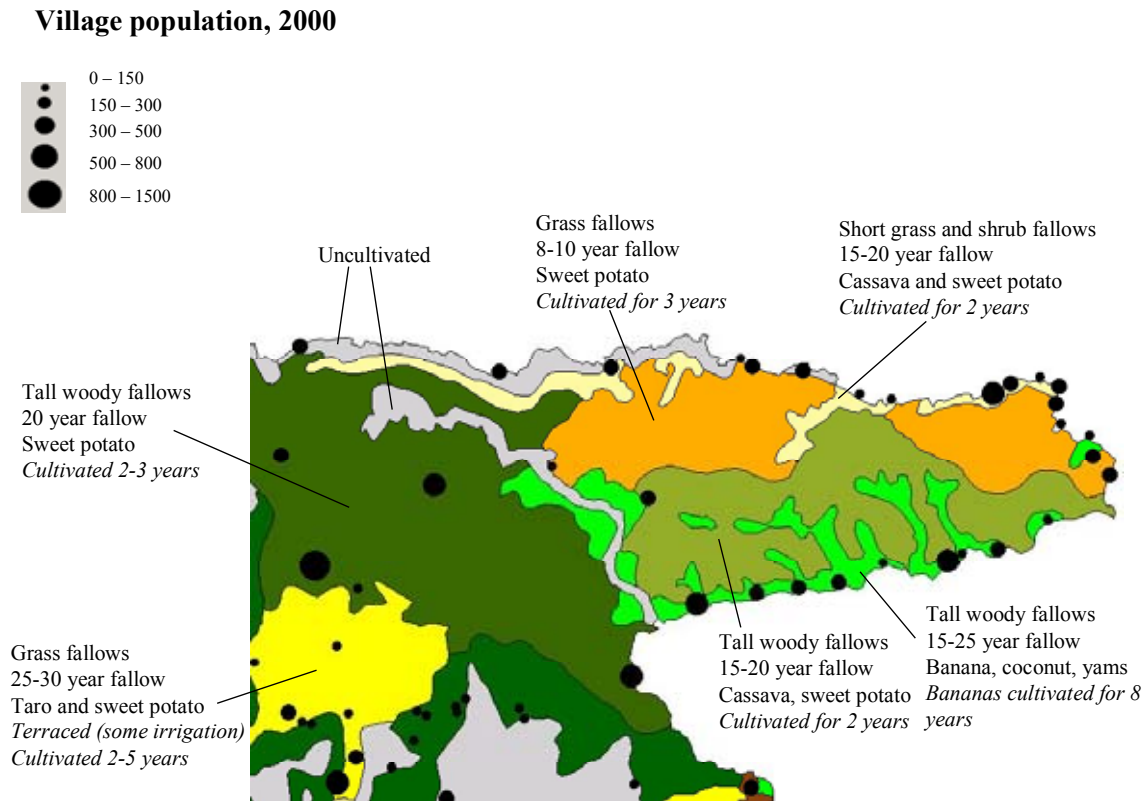 Village population, 2000
0 – 150
150 – 300
300 – 500
500 – 800
800 – 1500
Uncultivated
Grass fallows
8-10 year fallow
Sweet potato
Cultivated for 3 years
Short grass and shrub fallows
15-20 year fallow
Cassava and sweet potato
Cultivated for 2 years
Tall woody fallows
20 year fallow
Sweet potato
Cultivated 2-3 years
Grass fallows
25-30 year fallow
Taro and sweet potato
Terraced (some irrigation)
Cultivated 2-5 years
Tall woody fallows
15-20 year fallow
Cassava, sweet potato
Cultivated for 2 years
Tall woody fallows
15-25 year fallow
Banana, coconut, yams
Bananas cultivated for 8
years